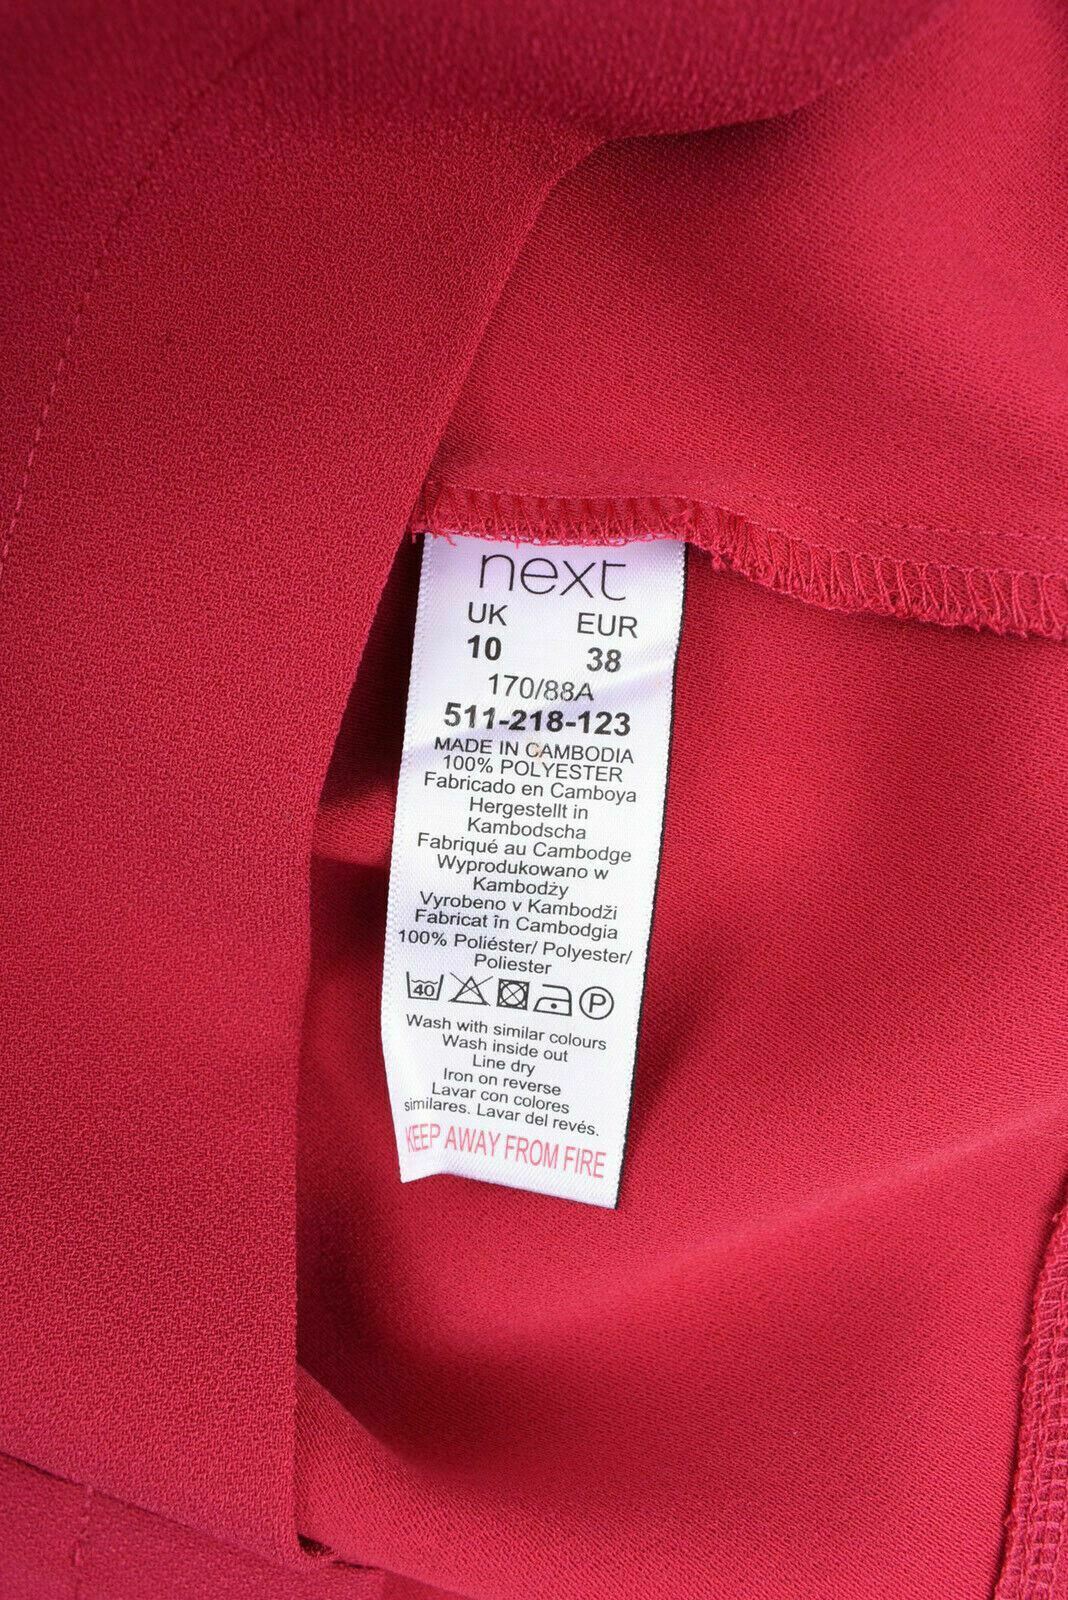 next
UK EUR
10 38
170/88A
511-218-123
MADE IN CAMBODIA
100% POLYESTER
Fabricado en Camboya
Hergestellt in
Kambodscha
Fabriqué au Cambodge
Wyprodukowano w
Kambodży
Vyrobeno v Kambodži
Fabricat în Cambodgia
100% Poliéster/ Polyester/
Poliester
40 P
Wash with similar colours
Wash inside out
Line dry
Iron on reverse
Lavar con colores
similares. Lavar del revés.
KEEP AWAY FROM FIRE